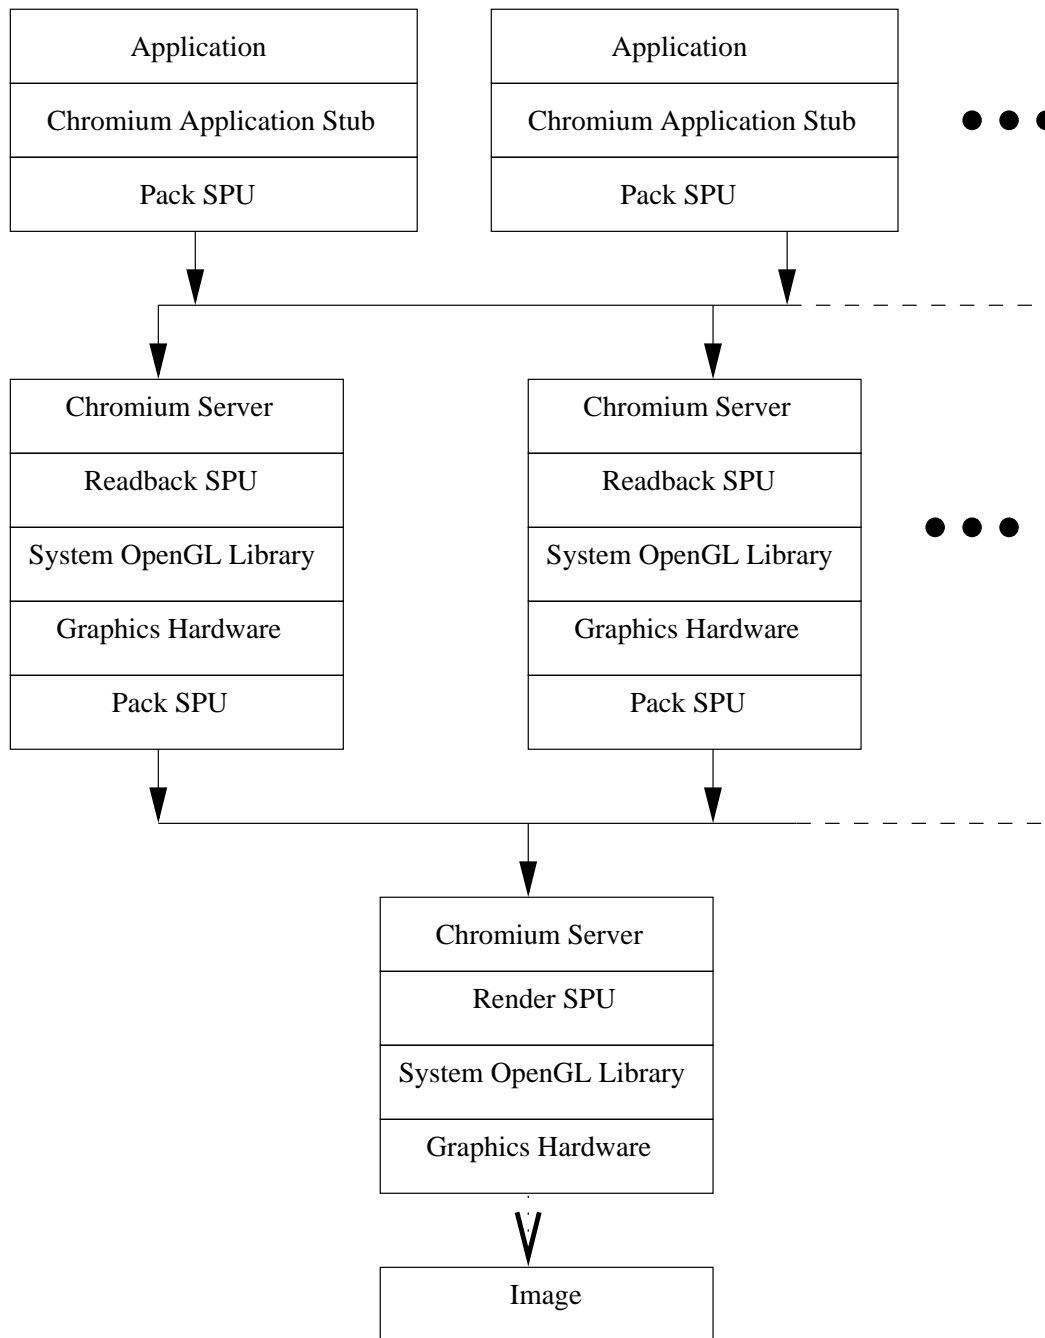 Application
Application
Chromium Application Stub
Chromium Application Stub
Pack SPU
Pack SPU
Chromium Server
Chromium Server
Readback SPU
Readback SPU
System OpenGL Library
System OpenGL Library
Graphics Hardware
Graphics Hardware
Pack SPU
Pack SPU
Chromium Server
Render SPU
System OpenGL Library
Graphics Hardware
Image